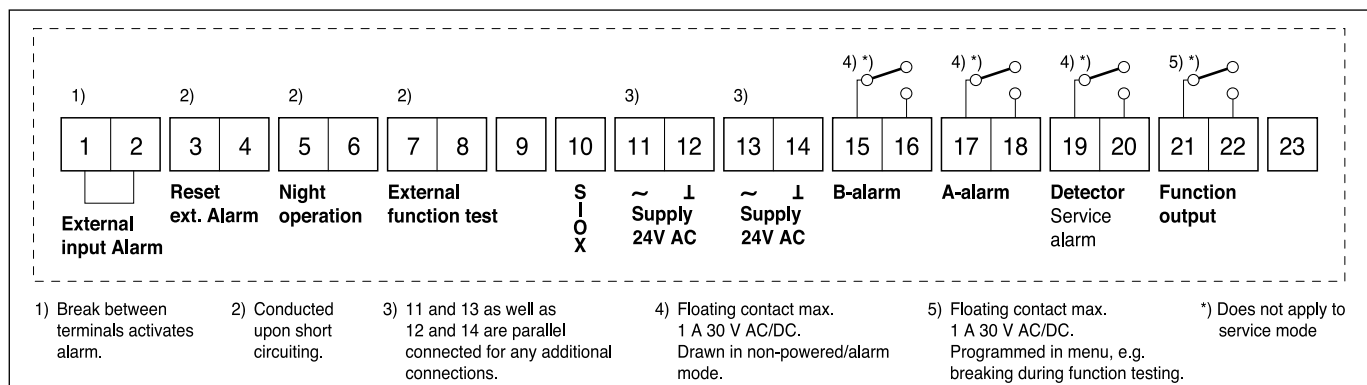 4) *) 4) *) 4) *) 5) *)
1) 2) 2) 2) 3) 3)
1 2 3 4 5 6 7 8 9 10 11 12 13 14 15 16 17 18 19 20 21 22 23
External
input Alarm
Reset
ext. Alarm
Night
operation
External
function test
S
I
O
X
~ ⊥
Supply
24V AC
~ ⊥
Supply
24V AC
B-alarm
A-alarm
Detector
Service
alarm
Function
output
1) Break between
terminals activates
alarm.
2) Conducted
upon short
circuiting.
3) 11 and 13 as well as
12 and 14 are parallel
connected for any additional
connections.
4) Floating contact max.
1 A 30 V AC/DC.
Drawn in non-powered/alarm
mode.
5) Floating contact max.
1 A 30 V AC/DC.
Programmed in menu, e.g.
breaking during function testing.
*) Does not apply to
service mode